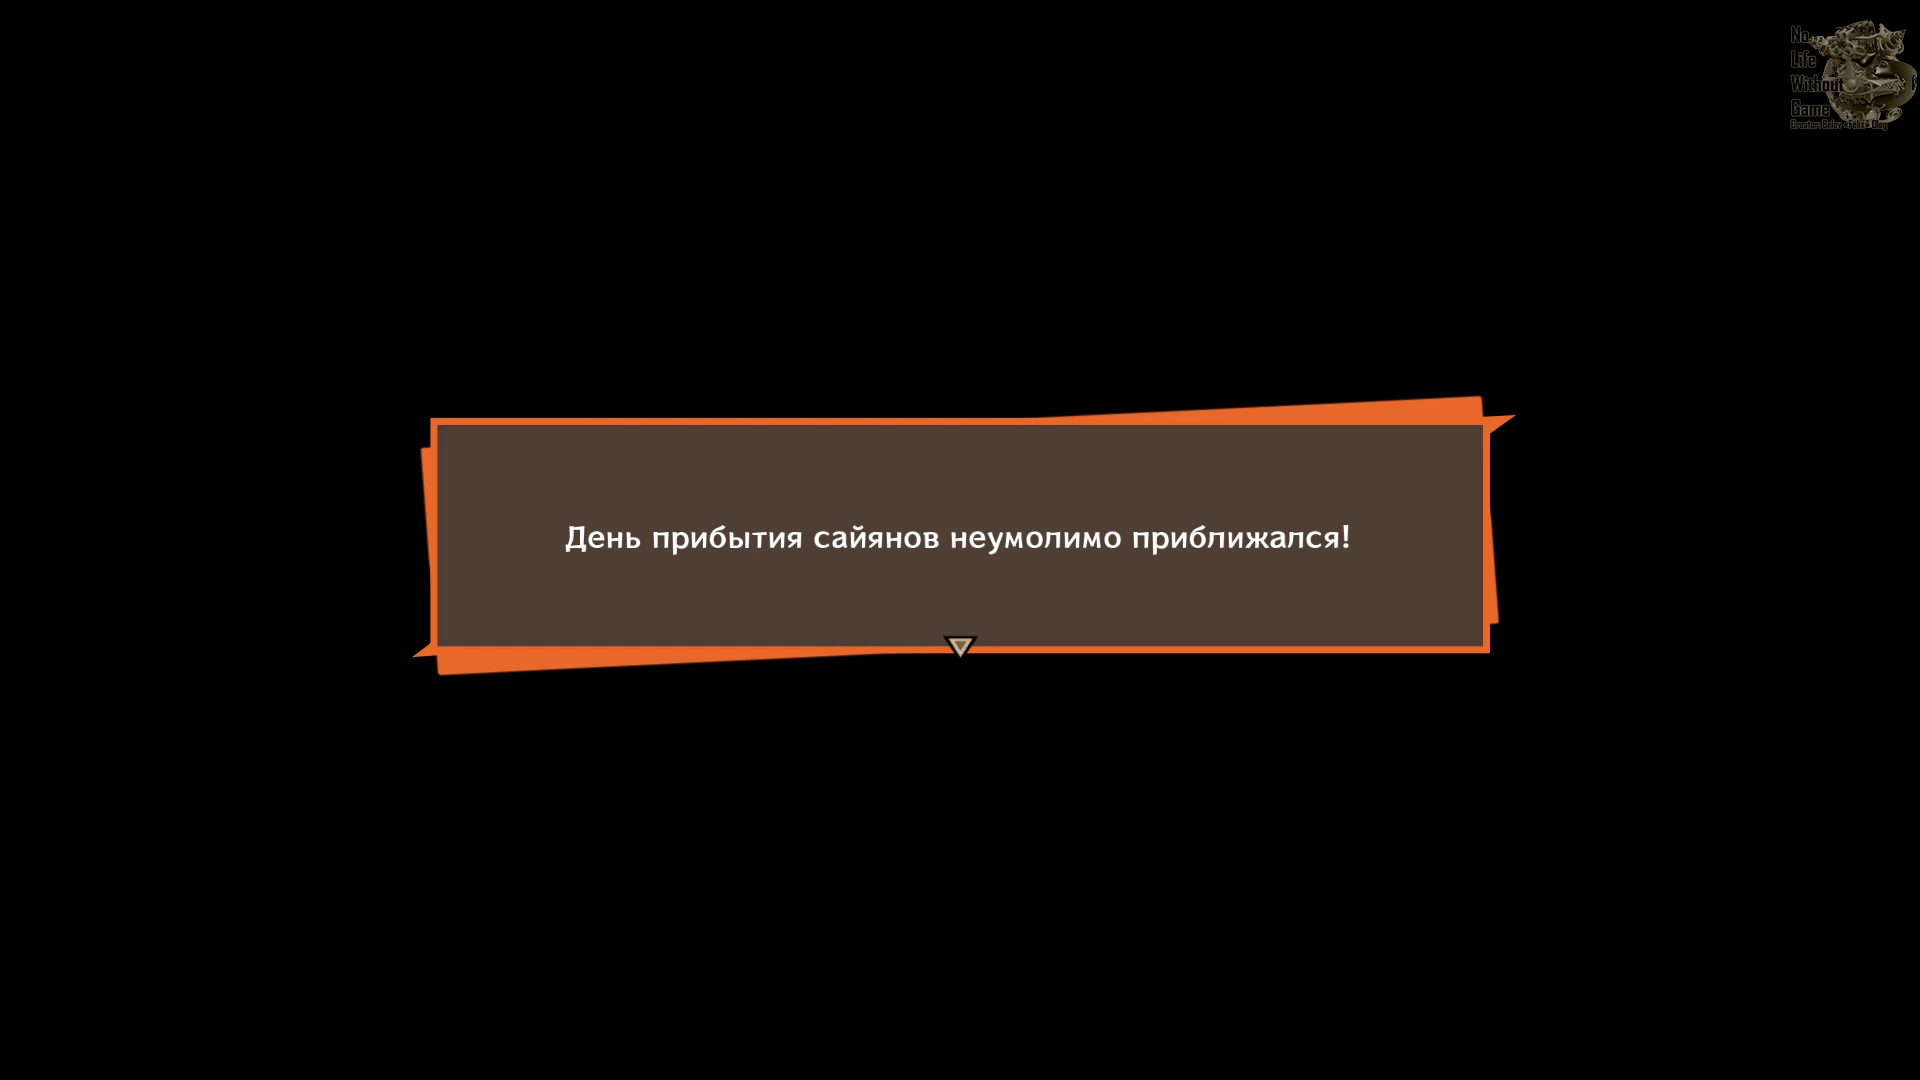 No
Life
Without
Game
День прибытия сайянов неумолимо приближался!